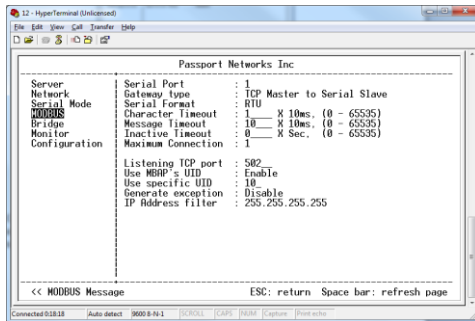 12 - HyperTerminal (Unlicensed)
File Edit View Call Transfer Help
Passport Networks Inc
Server
Network
Serial Mode
MODBUS
Bridge
Monitor
Configuration
Serial Port : 1
Gateway type : TCP Master to Serial Slave
Serial Format : RTU
Character Timeout : 1____ X 10ms, (0 - 65535)
Message Timeout : 10___ X 10ms, (0 - 65535)
Inactive Timeout : 0____ X Sec, (0 - 65535)
Maximum Connection : 1
Listening TCP port : 502__
Use MBAP's UID : Enable
Use specific UID : 10_
Generate exception : Disable
IP Address filter : 255.255.255.255
<< MODBUS Message
ESC: return Space bar: refresh page
Connected 0:18:18 Auto detect 9600 8-N-1 SCROLL CAPS NUM Capture Print echo